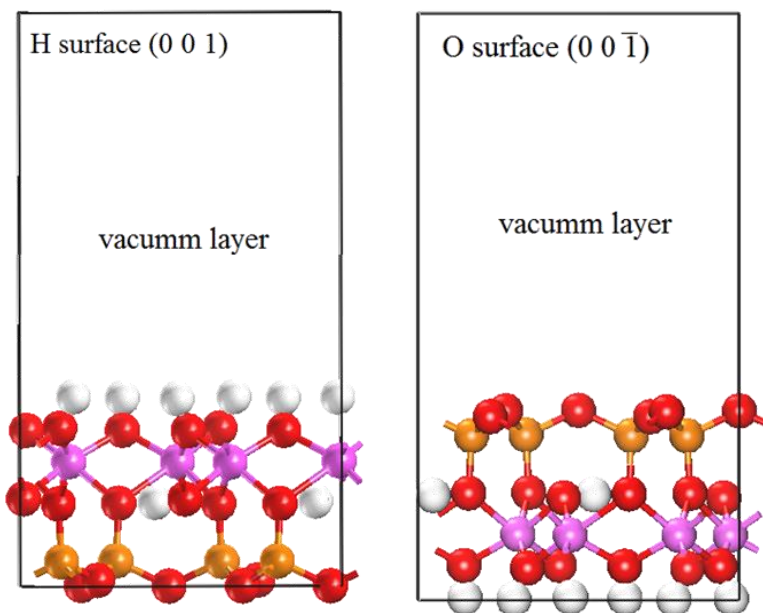 H surface (0 0 1)
O surface (0 0 1̅)
vacumm layer
vacumm layer